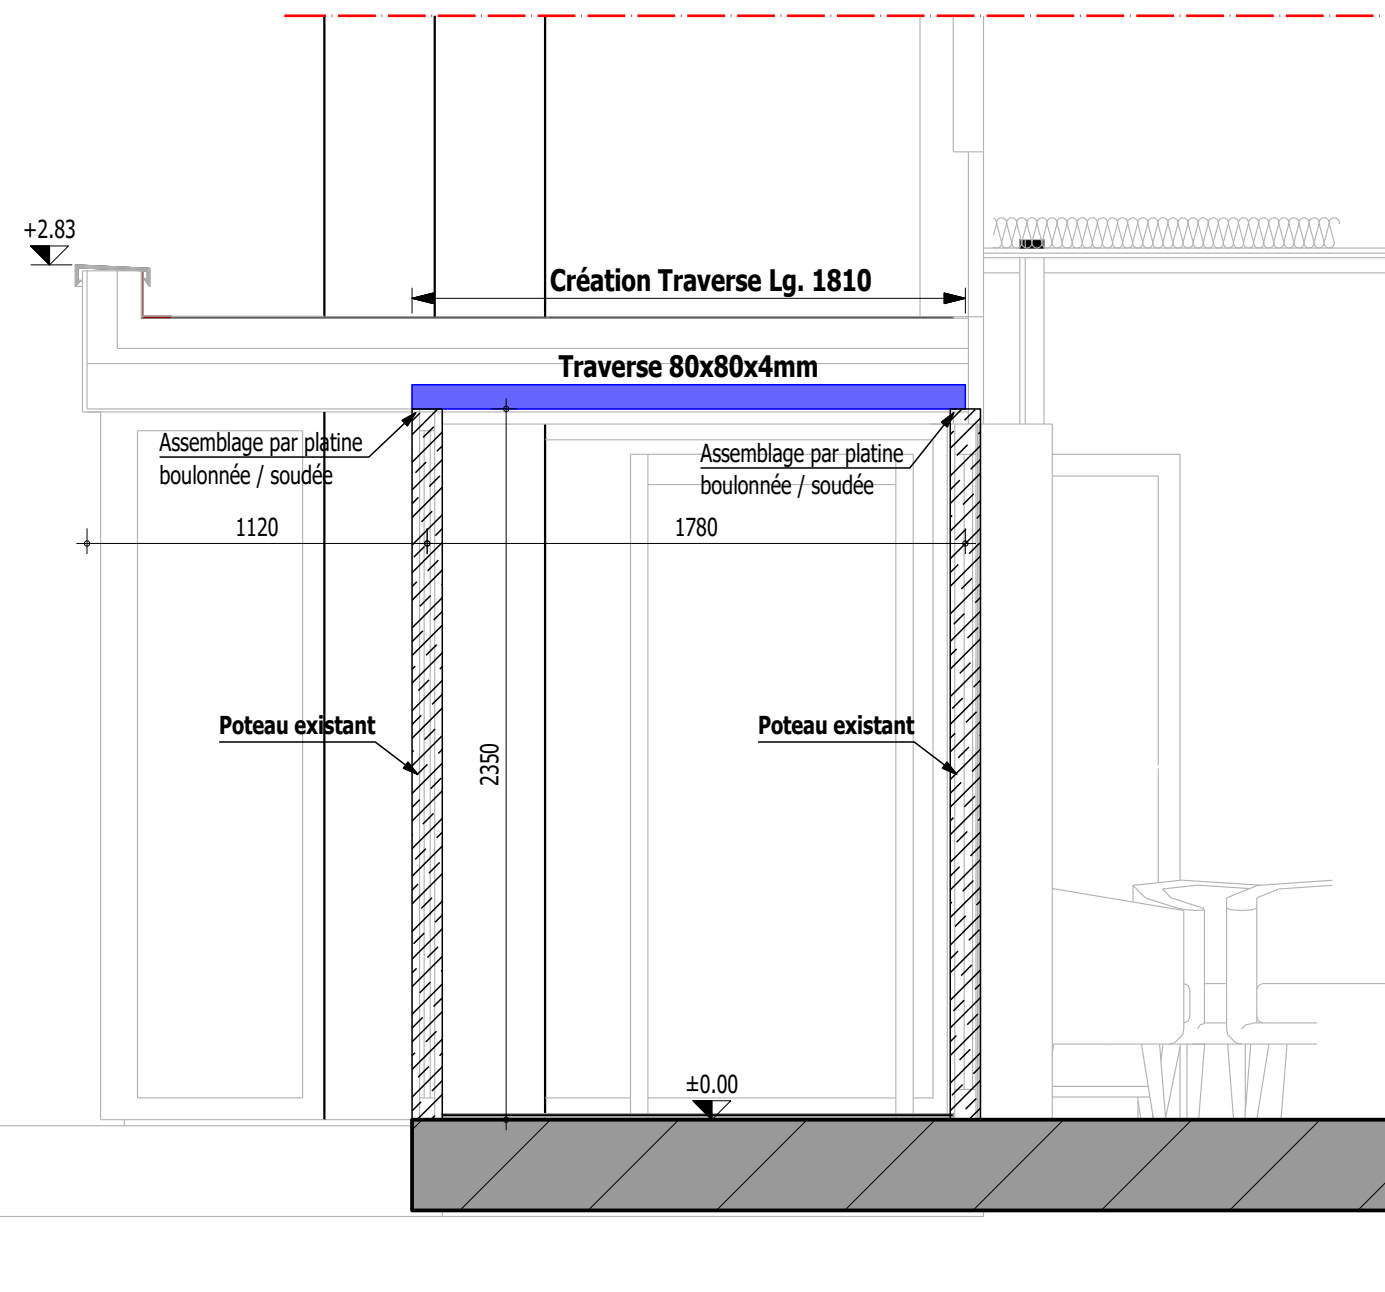 +2.83
Création Traverse Lg. 1810
Traverse 80x80x4mm
Assemblage par platine
boulonnée / soudée
Assemblage par platine
boulonnée / soudée
1120
1780
Poteau existant
Poteau existant
2350
±0.00